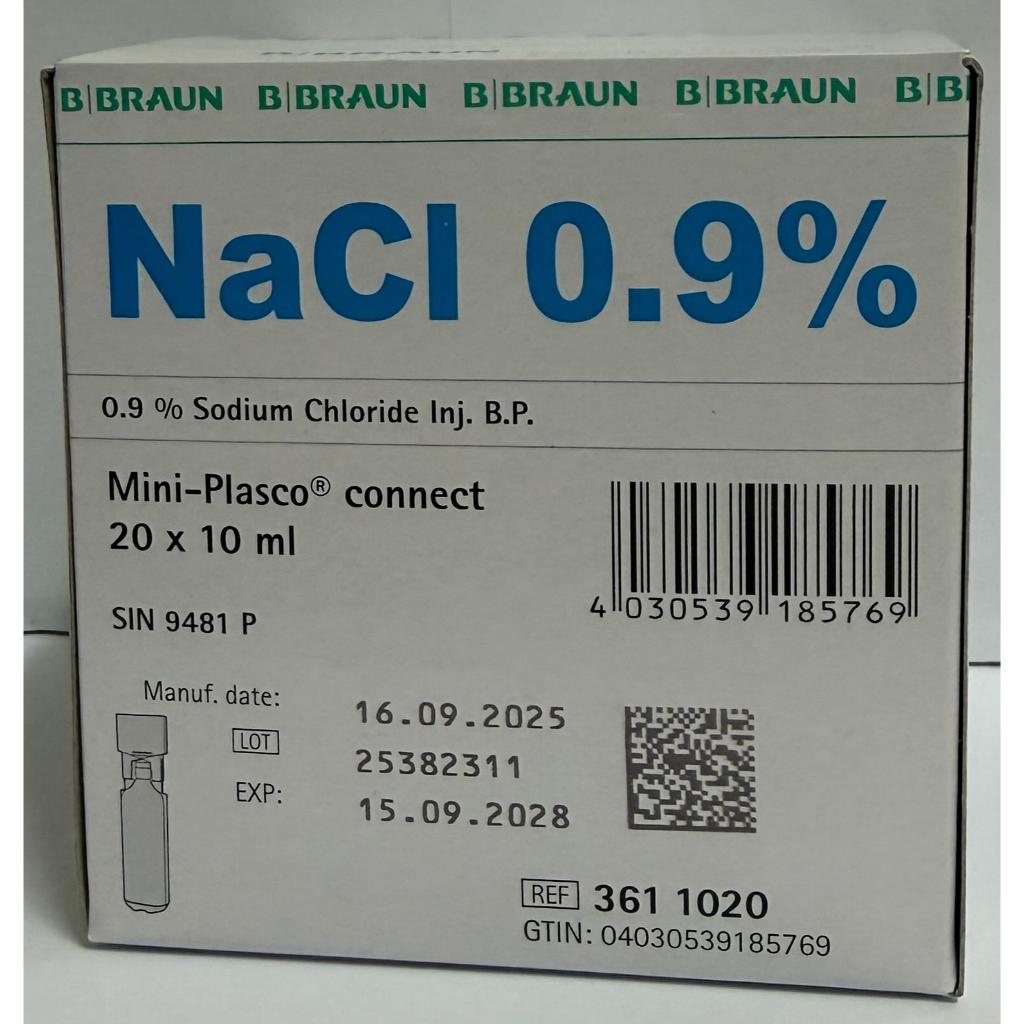 B|BRAUN
B|BRAUN B|BRAUN B|BRAUN B|BRAUN B|B
NaCl 0.9%
0.9 % Sodium Chloride Inj. B.P.
Mini-Plasco® connect
20 x 10 ml
4 030539 185769
SIN 9481 P
Manuf. date: 16.09.2025
LOT 25382311
EXP: 15.09.2028
REF 361 1020
GTIN: 04030539185769